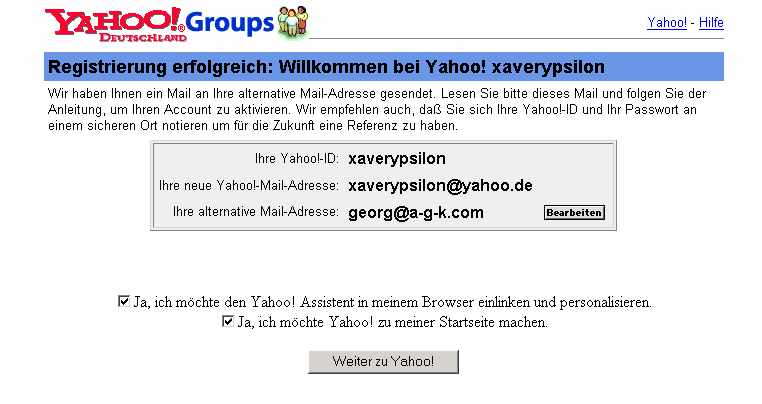 YAHOO! Groups
DEUTSCHLAND
Yahoo! - Hilfe
Registrierung erfolgreich: Willkommen bei Yahoo! xaverypsilon
Wir haben Ihnen ein Mail an Ihre alternative Mail-Adresse gesendet. Lesen Sie bitte dieses Mail und folgen Sie der
Anleitung, um Ihren Account zu aktivieren. Wir empfehlen auch, daß Sie sich Ihre Yahoo!-ID und Ihr Passwort an
einem sicheren Ort notieren um für die Zukunft eine Referenz zu haben.
Ihre Yahoo!-ID: xaverypsilon
Ihre neue Yahoo!-Mail-Adresse: xaverypsilon@yahoo.de
Ihre alternative Mail-Adresse: georg@a-g-k.com Bearbeiten
Ja, ich möchte den Yahoo! Assistent in meinem Browser einlinken und personalisieren.
Ja, ich möchte Yahoo! zu meiner Startseite machen.
Weiter zu Yahoo!